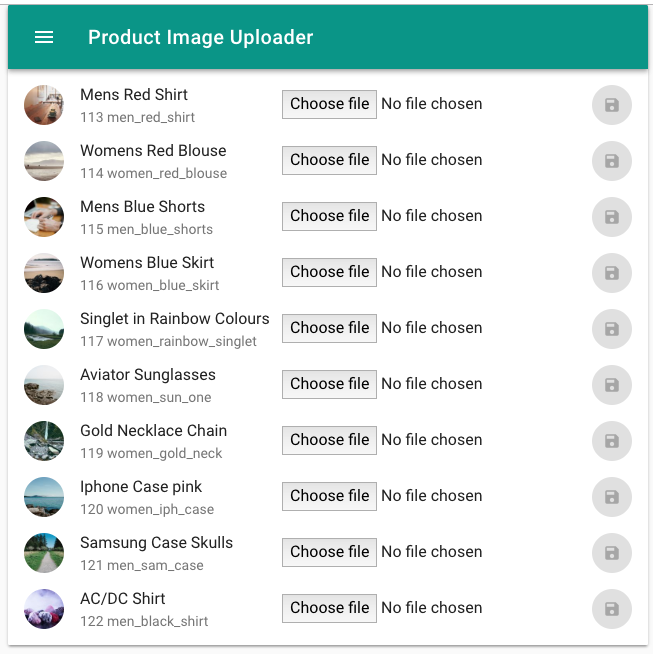 Product Image Uploader
Mens Red Shirt
Choose file No file chosen
113 men_red_shirt
Womens Red Blouse
Choose file No file chosen
114 women_red_blouse
Mens Blue Shorts
Choose file No file chosen
115 men_blue_shorts
Womens Blue Skirt
Choose file No file chosen
116 women_blue_skirt
Singlet in Rainbow Colours
Choose file No file chosen
117 women_rainbow_singlet
Aviator Sunglasses
Choose file No file chosen
118 women_sun_one
Gold Necklace Chain
Choose file No file chosen
119 women_gold_neck
Iphone Case pink
Choose file No file chosen
120 women_iph_case
Samsung Case Skulls
Choose file No file chosen
121 men_sam_case
AC/DC Shirt
Choose file No file chosen
122 men_black_shirt